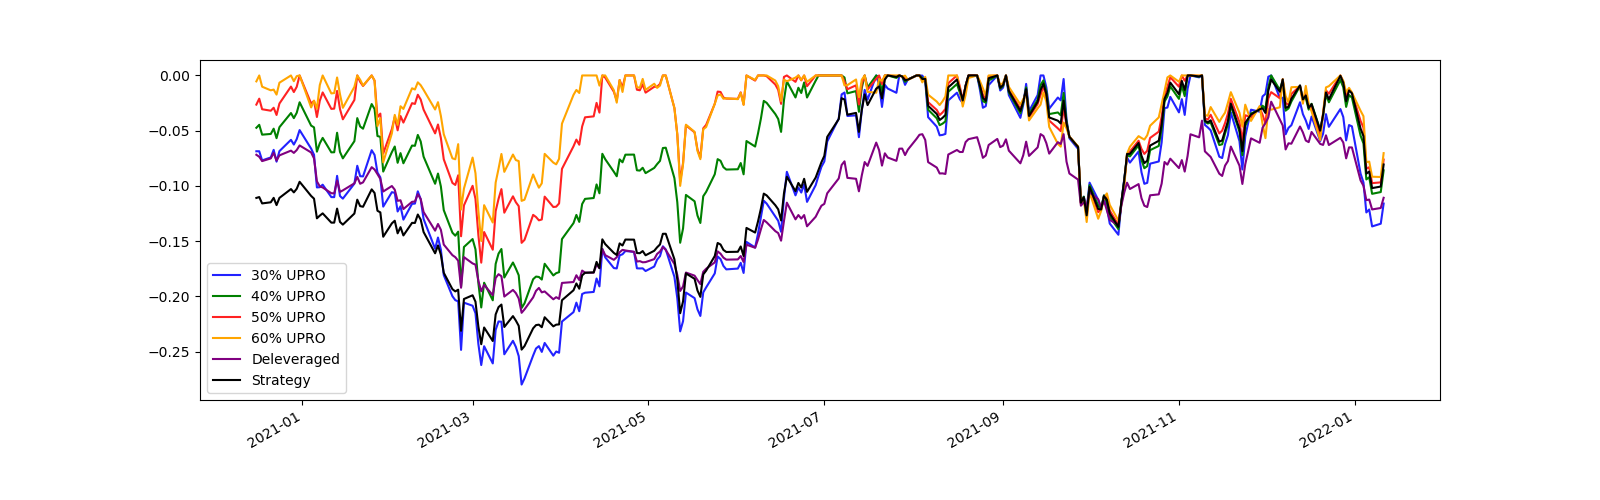 0.00
−0.05
−0.10
−0.15
−0.20
−0.25
30% UPRO
40% UPRO
50% UPRO
60% UPRO
Deleveraged
Strategy
2021-01
2021-03
2021-05
2021-07
2021-09
2021-11
2022-01